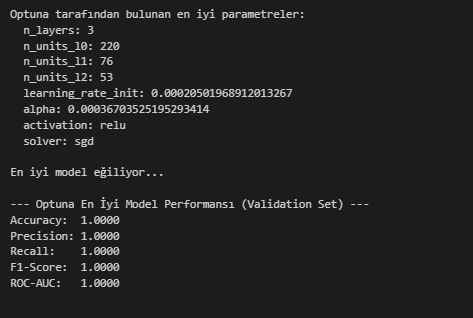 Optuna tarafından bulunan en iyi parametreler:
n_layers: 3
n_units_l0: 220
n_units_l1: 76
n_units_l2: 53
learning_rate_init: 0.00020501968912013267
alpha: 0.00036703525195293414
activation: relu
solver: sgd
En iyi model eğiliyor...
--- Optuna En İyi Model Performansı (Validation Set) ---
Accuracy: 1.0000
Precision: 1.0000
Recall: 1.0000
F1-Score: 1.0000
ROC-AUC: 1.0000